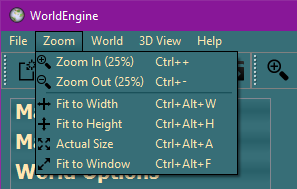 WorldEngine
File Zoom World 3D View Help
Zoom In (25%) Ctrl++
Zoom Out (25%) Ctrl+-
Fit to Width Ctrl+Alt+W
Fit to Height Ctrl+Alt+H
Actual Size Ctrl+Alt+A
Fit to Window Ctrl+Alt+F
World Options